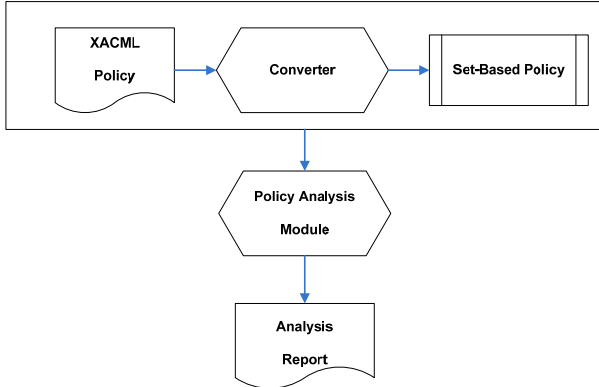 XACML
Policy
Converter
Set-Based Policy
Policy Analysis
Module
Analysis
Report